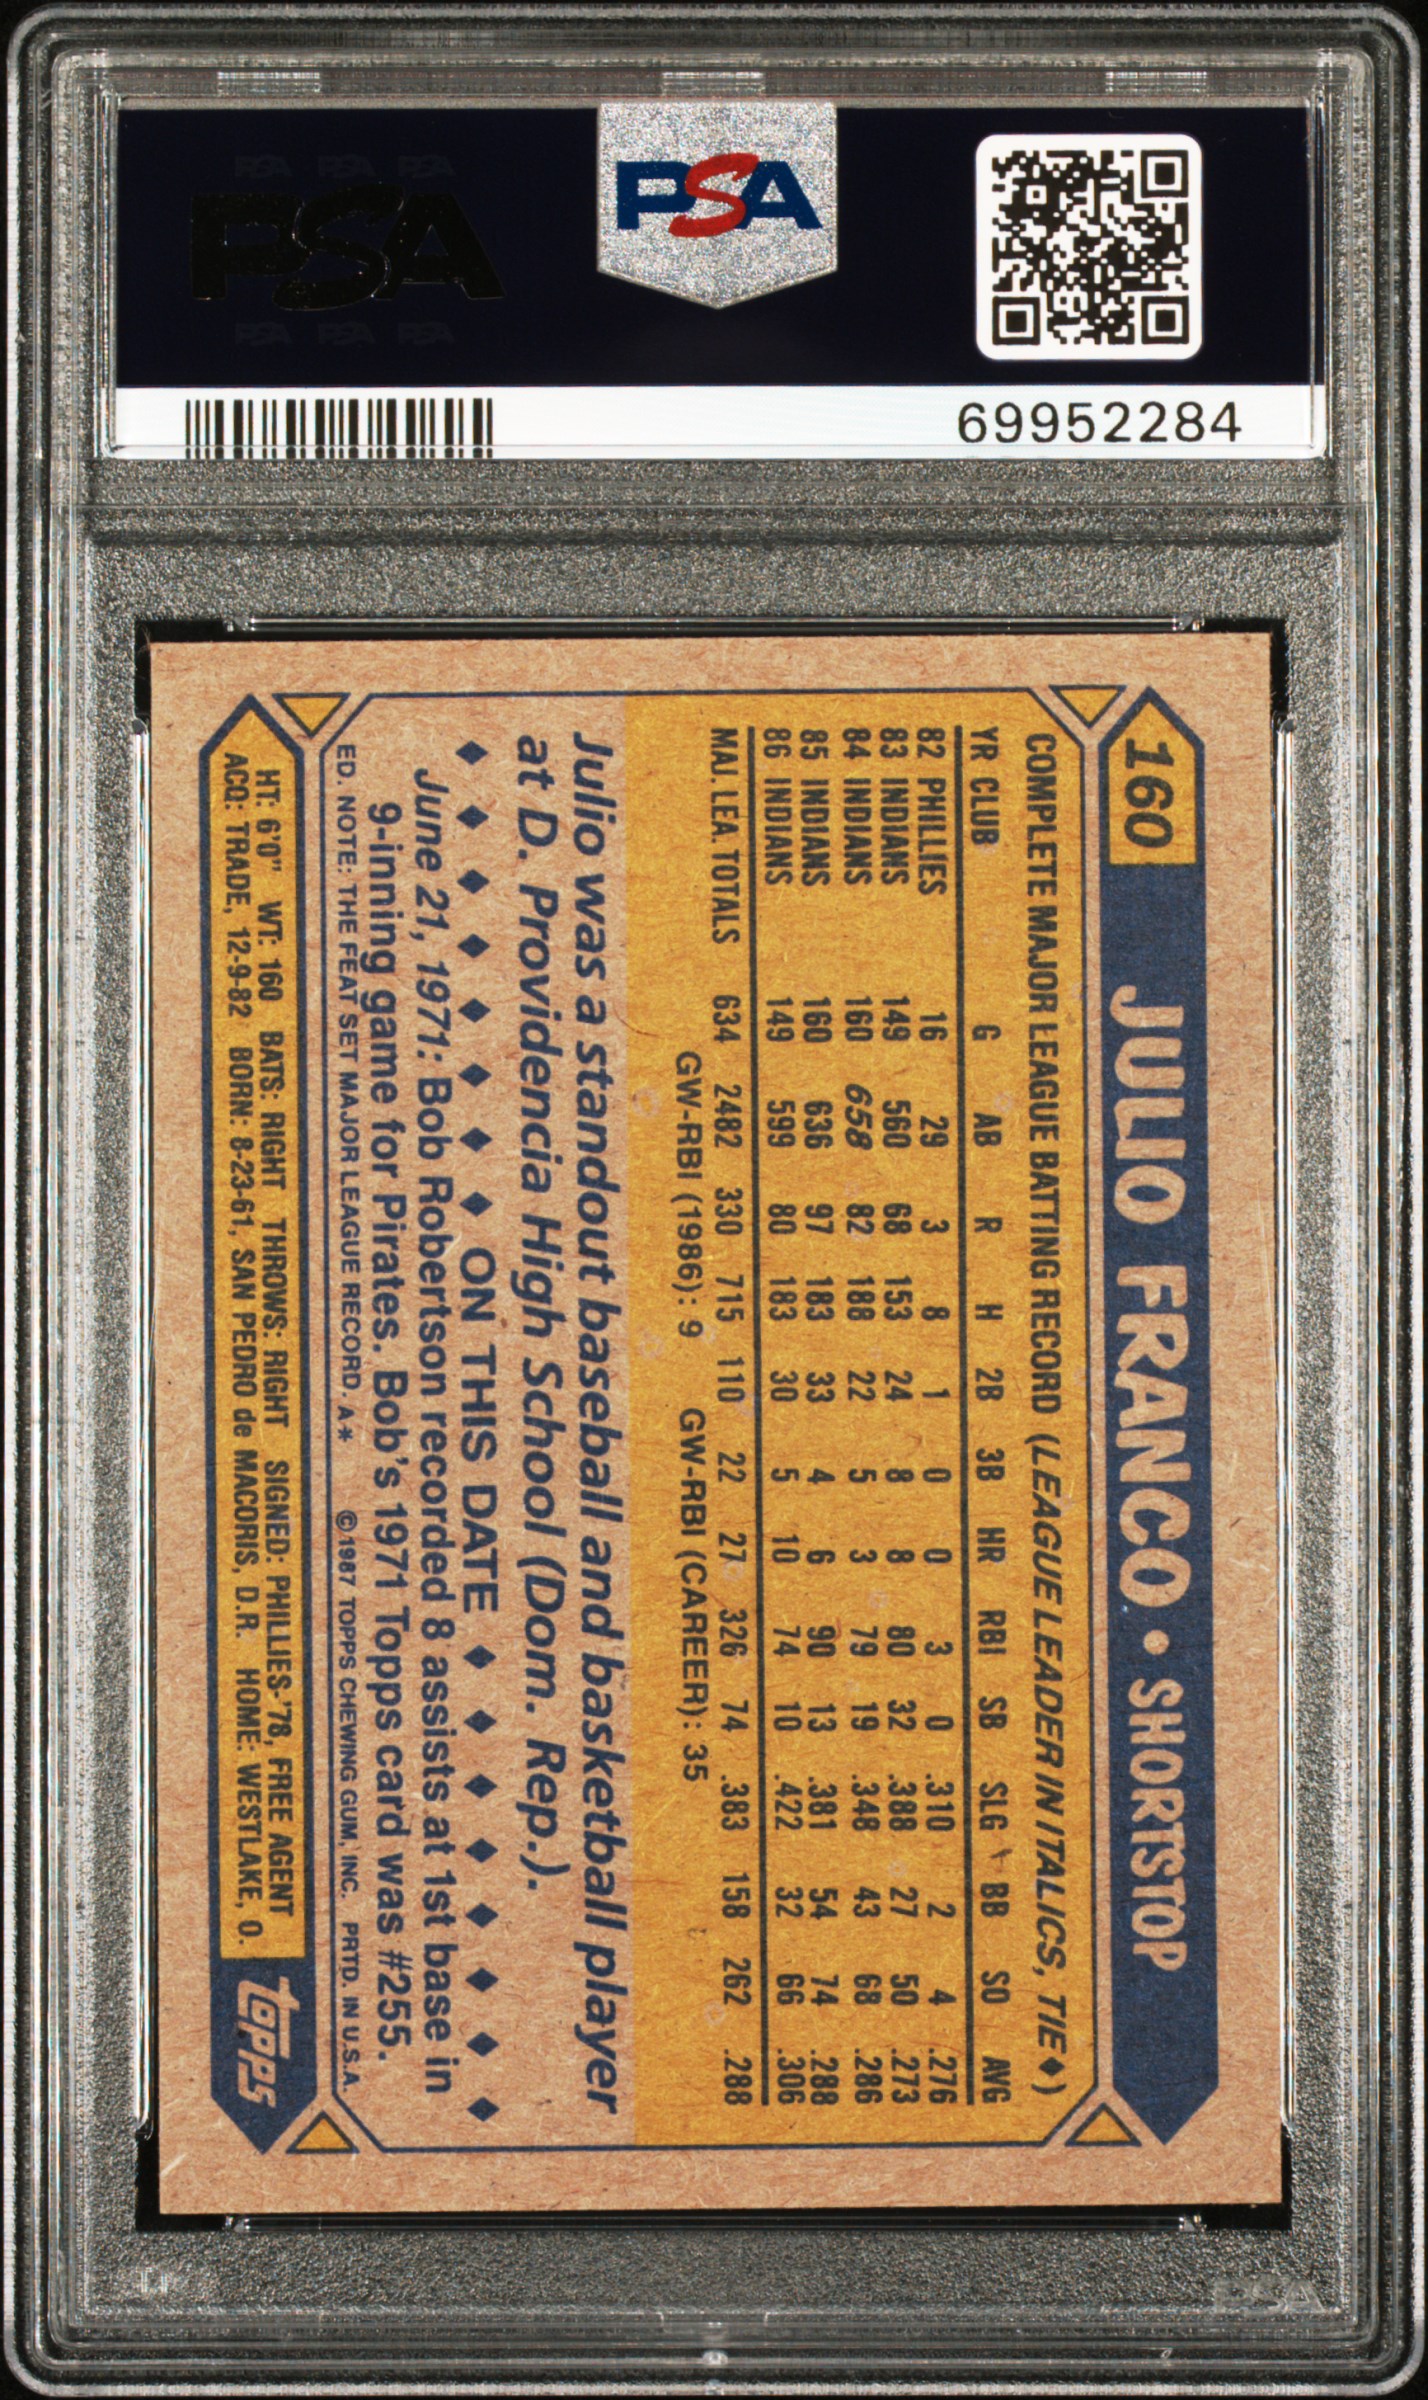 PSA PSA PSA
PSA
PSA PSA PSA
PSA
69952284
160 JULIO FRANCO • SHORTSTOP
COMPLETE MAJOR LEAGUE BATTING RECORD (LEAGUE LEADER IN ITALICS, TIE ♦)
YR CLUB G AB R H 2B 3B HR RBI SB SLG BB SO AVG
82 PHILLIES 16 29 3 8 1 0 0 3 0 .310 2 4 .276
83 INDIANS 149 560 68 153 24 8 8 80 32 .388 27 50 .273
84 INDIANS 160 658 82 188 22 5 3 79 19 .348 43 68 .286
85 INDIANS 160 636 97 183 33 4 6 90 13 .381 54 74 .288
86 INDIANS 149 599 80 183 30 5 10 74 10 .422 32 66 .306
MAJ. LEA. TOTALS 634 2482 330 715 110 22 27 326 74 .383 158 262 .288
GW-RBI (1986): 9 GW-RBI (CAREER): 35
Julio was a standout baseball and basketball player
at D. Providencia High School (Dom. Rep.).
♦ ♦ ♦ ♦ ♦ ♦ ♦ ♦ ON THIS DATE ♦ ♦ ♦ ♦ ♦ ♦ ♦ ♦
June 21, 1971: Bob Robertson recorded 8 assists at 1st base in
9-inning game for Pirates. Bob's 1971 Topps card was #255.
ED. NOTE: THE FEAT SET MAJOR LEAGUE RECORD. A* © 1987 TOPPS CHEWING GUM, INC. PRTD. IN U.S.A.
HT: 6'0" WT: 160 BATS: RIGHT THROWS: RIGHT SIGNED: PHILLIES-'78, FREE AGENT
ACQ: TRADE, 12-9-82 BORN: 8-23-61, SAN PEDRO de MACORIS, D.R. HOME: WESTLAKE, O.
topps
PSA